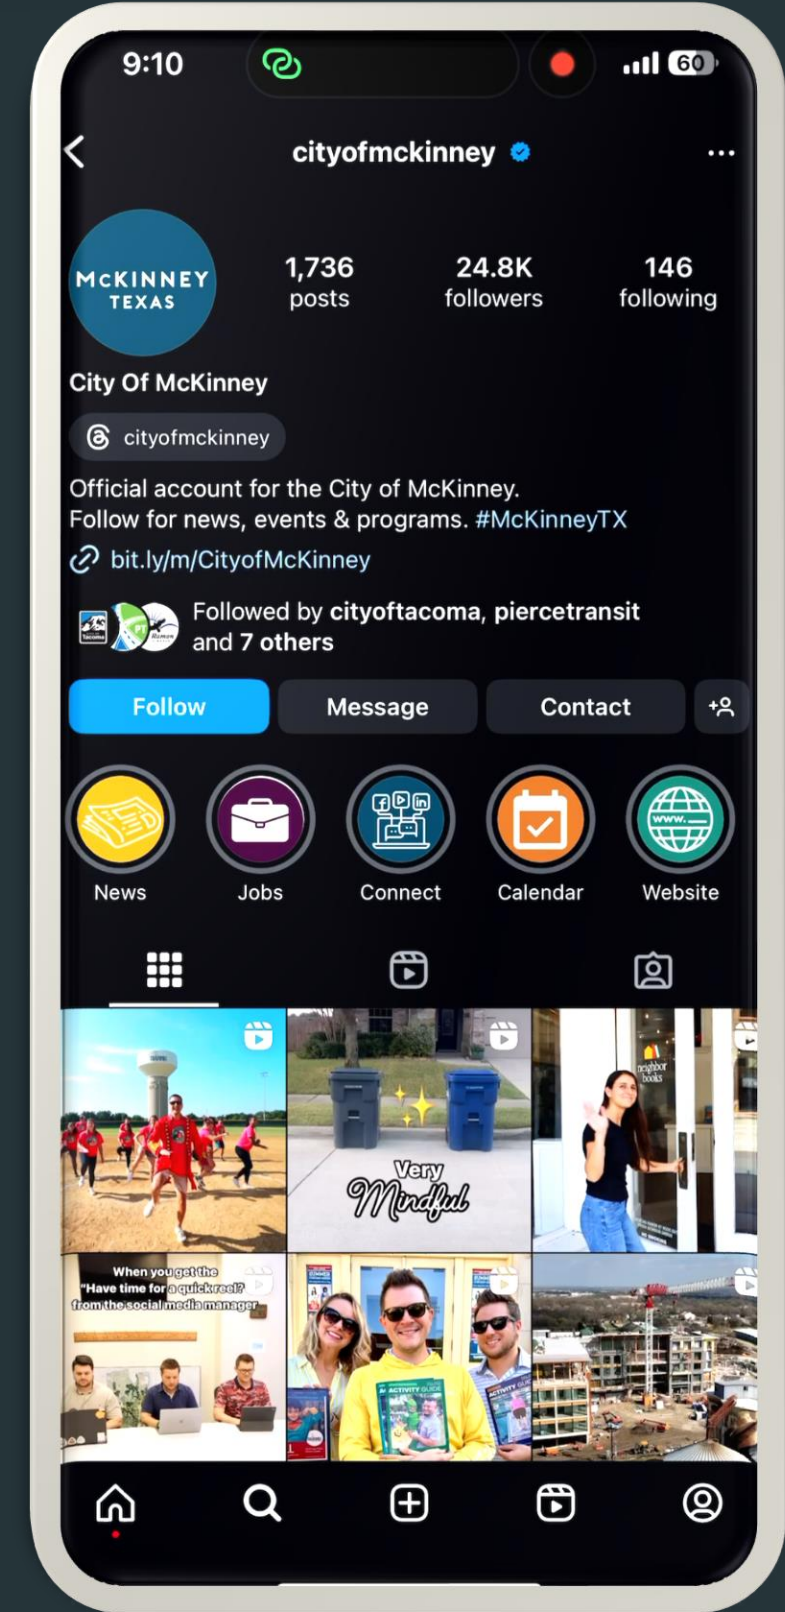 9:10
60
cityofmckinney
McKINNEY
TEXAS
1,736
posts
24.8K
followers
146
following
City Of McKinney
cityofmckinney
Official account for the City of McKinney.
Follow for news, events & programs. #McKinneyTX
bit.ly/m/CityofMcKinney
Followed by cityoftacoma, piercetransit
and 7 others
Follow
Message
Contact
www.
News
Jobs
Connect
Calendar
Website
neighbor
books
Very
Mindful
When you get the
"Have time for a quick reel?
from the social media manager
ACTIVITY GUIDE
ACTIVITY GUIDE